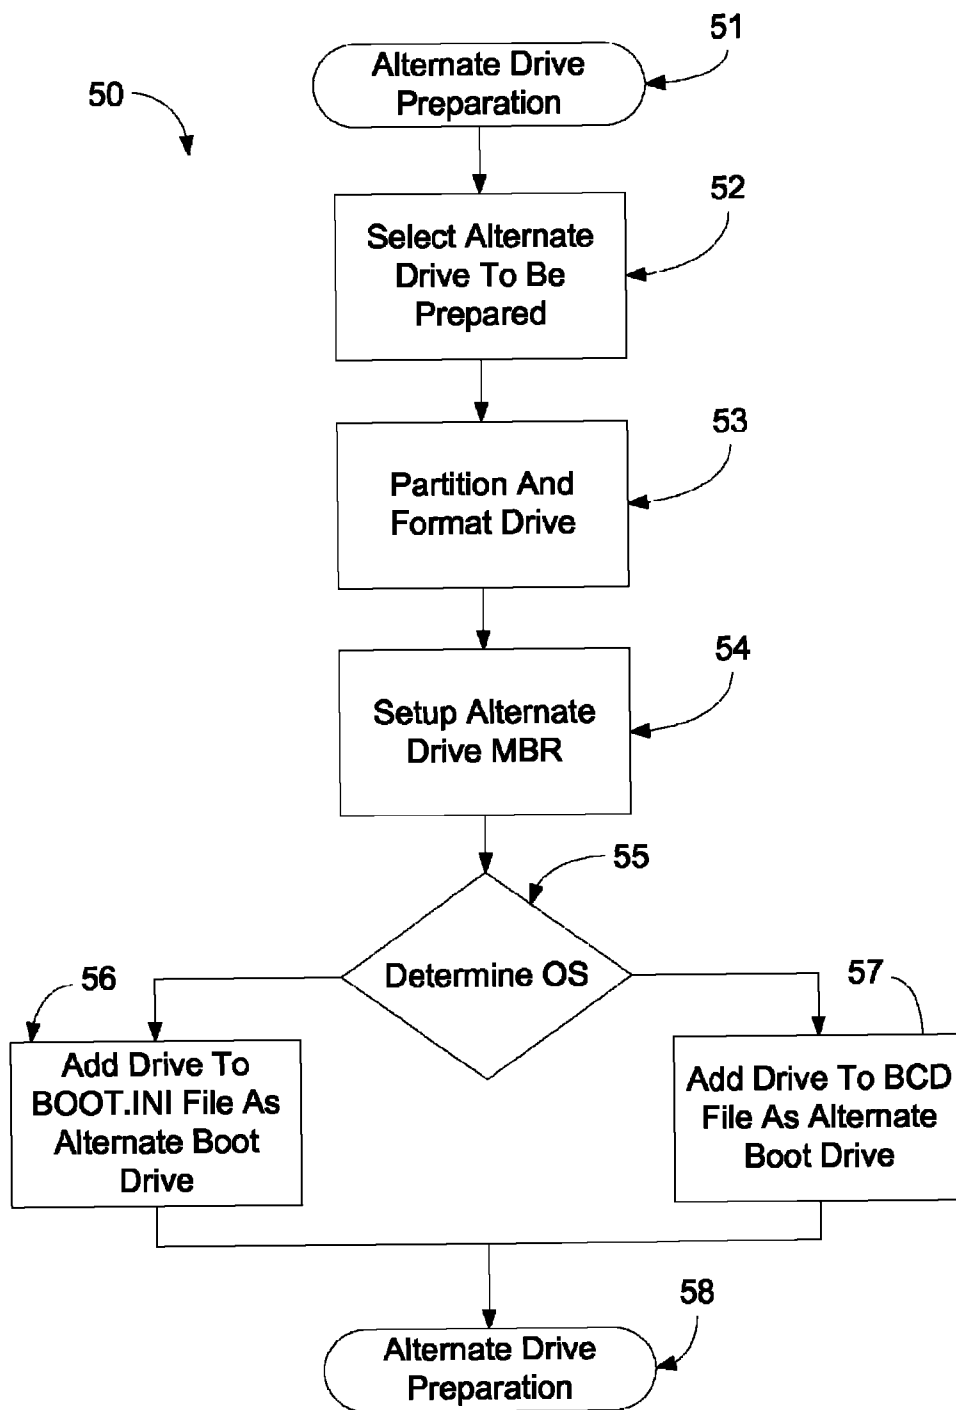 51
Alternate Drive
Preparation
50
52
Select Alternate
Drive To Be
Prepared
53
Partition And
Format Drive
54
Setup Alternate
Drive MBR
55
Determine OS
56
57
Add Drive To
BOOT.INI File As
Alternate Boot
Drive
Add Drive To BCD
File As Alternate
Boot Drive
58
Alternate Drive
Preparation